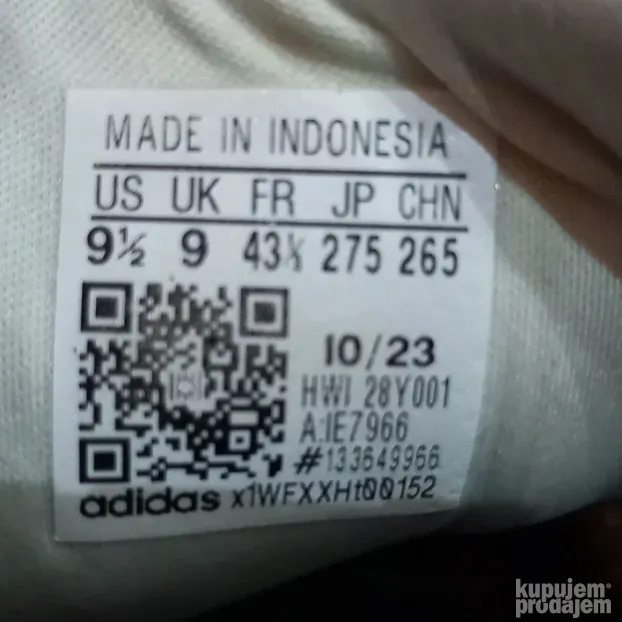 MADE IN INDONESIA
US UK FR JP CHN
9½ 9 43⅓ 275 265
10/23
HWI 28Y001
A:IE7966
#133649966
adidas x1WFXXHt00152
kupujem
prodajem